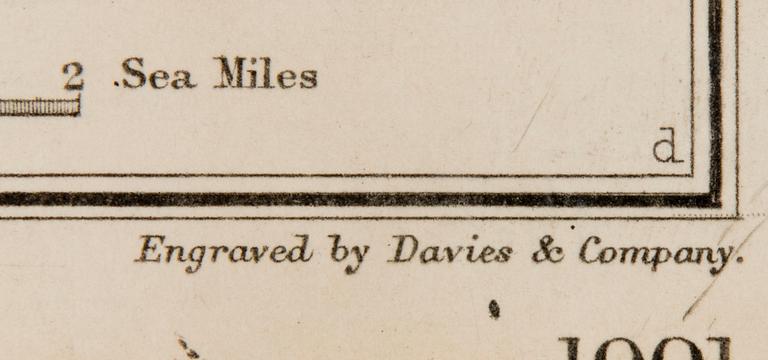 2 Sea Miles
d
Engraved by Davies & Company.